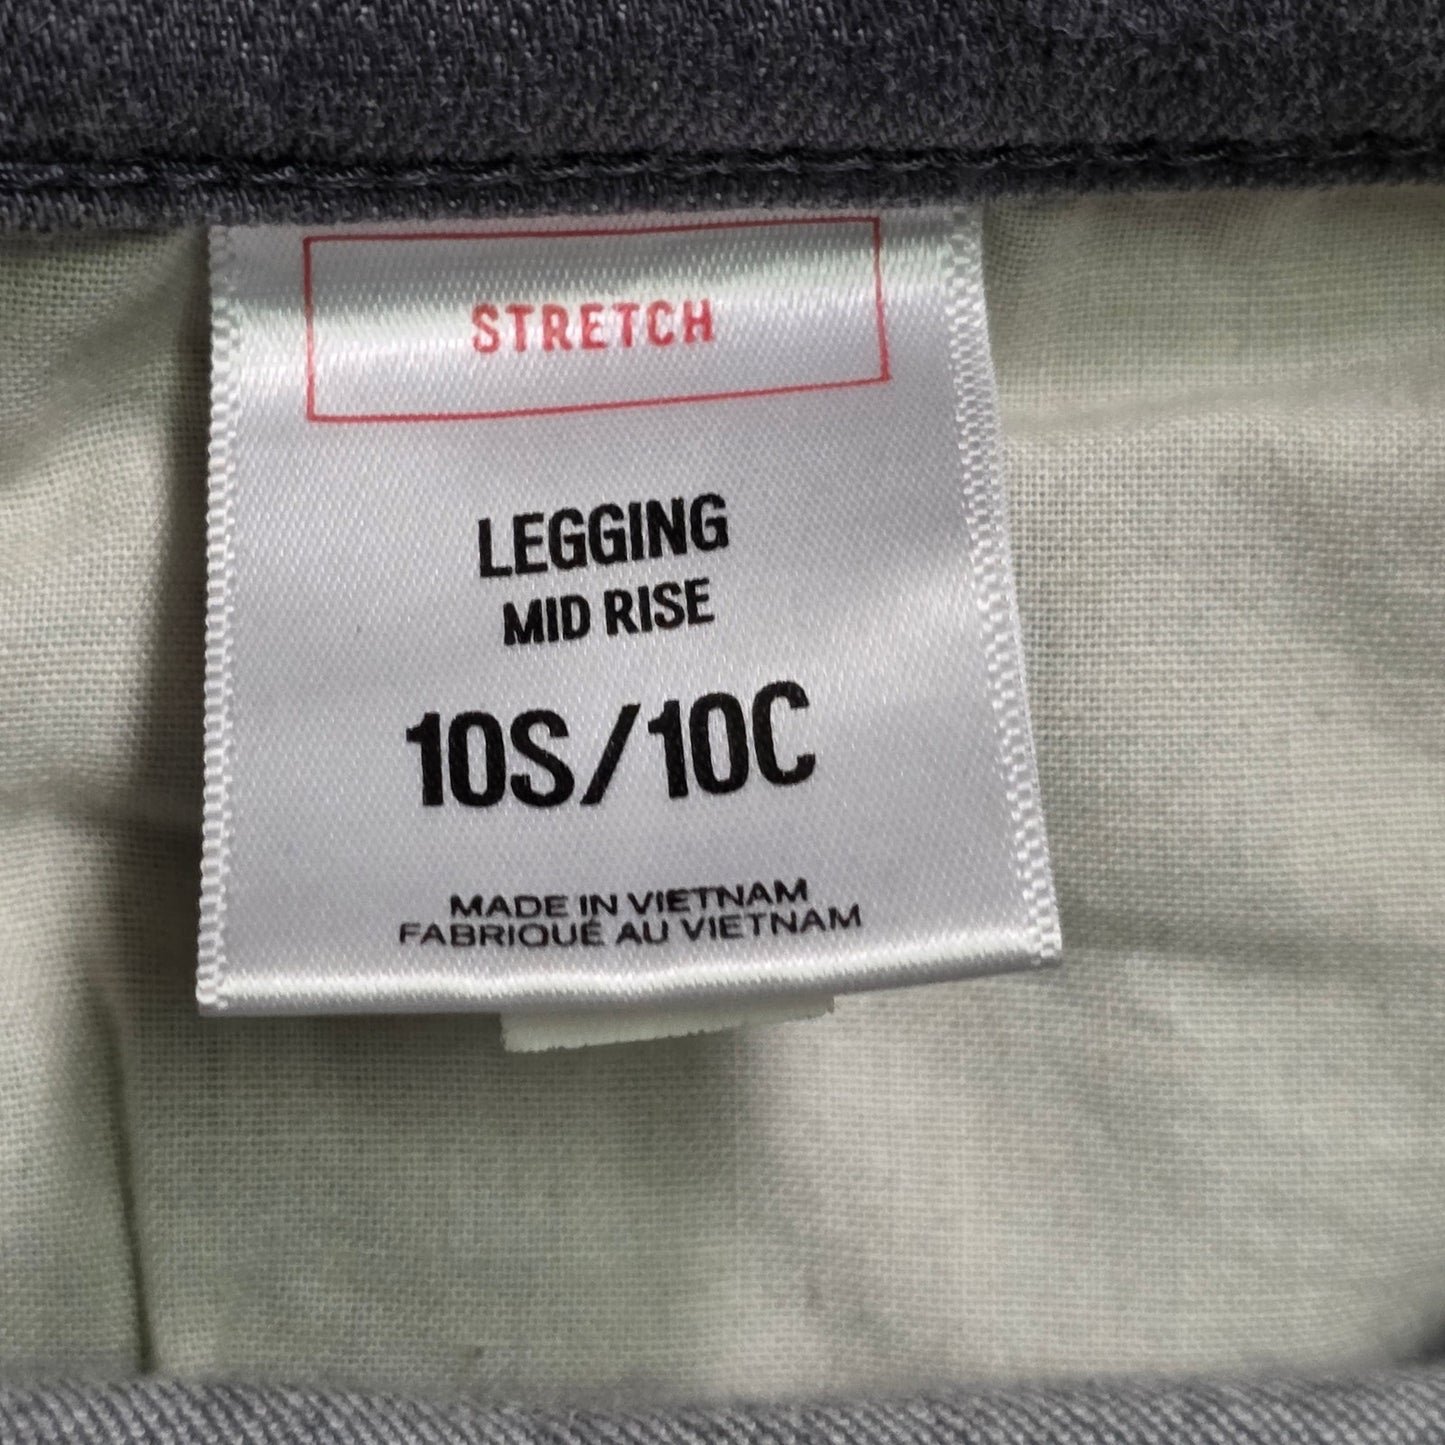 STRETCH
LEGGING
MID RISE
10S/10C
MADE IN VIETNAM
FABRIQUÉ AU VIETNAM